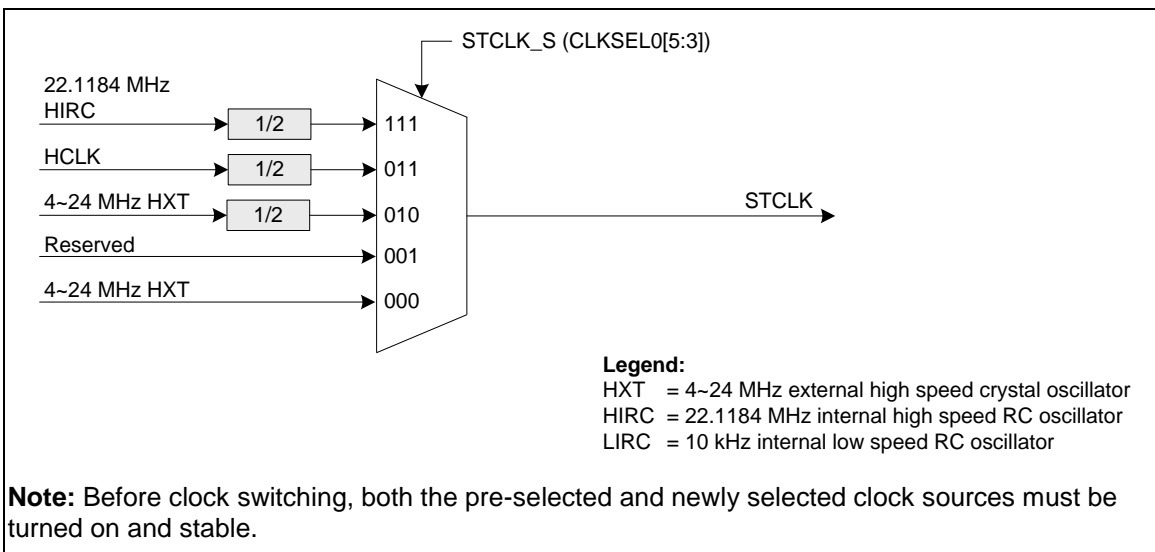 STCLK_S (CLKSEL0[5:3])
22.1184 MHz
HIRC
1/2
111
HCLK
1/2
011
4~24 MHz HXT
1/2
010
STCLK
Reserved
001
4~24 MHz HXT
000
Legend:
HXT = 4~24 MHz external high speed crystal oscillator
HIRC = 22.1184 MHz internal high speed RC oscillator
LIRC = 10 kHz internal low speed RC oscillator
Note: Before clock switching, both the pre-selected and newly selected clock sources must be
turned on and stable.